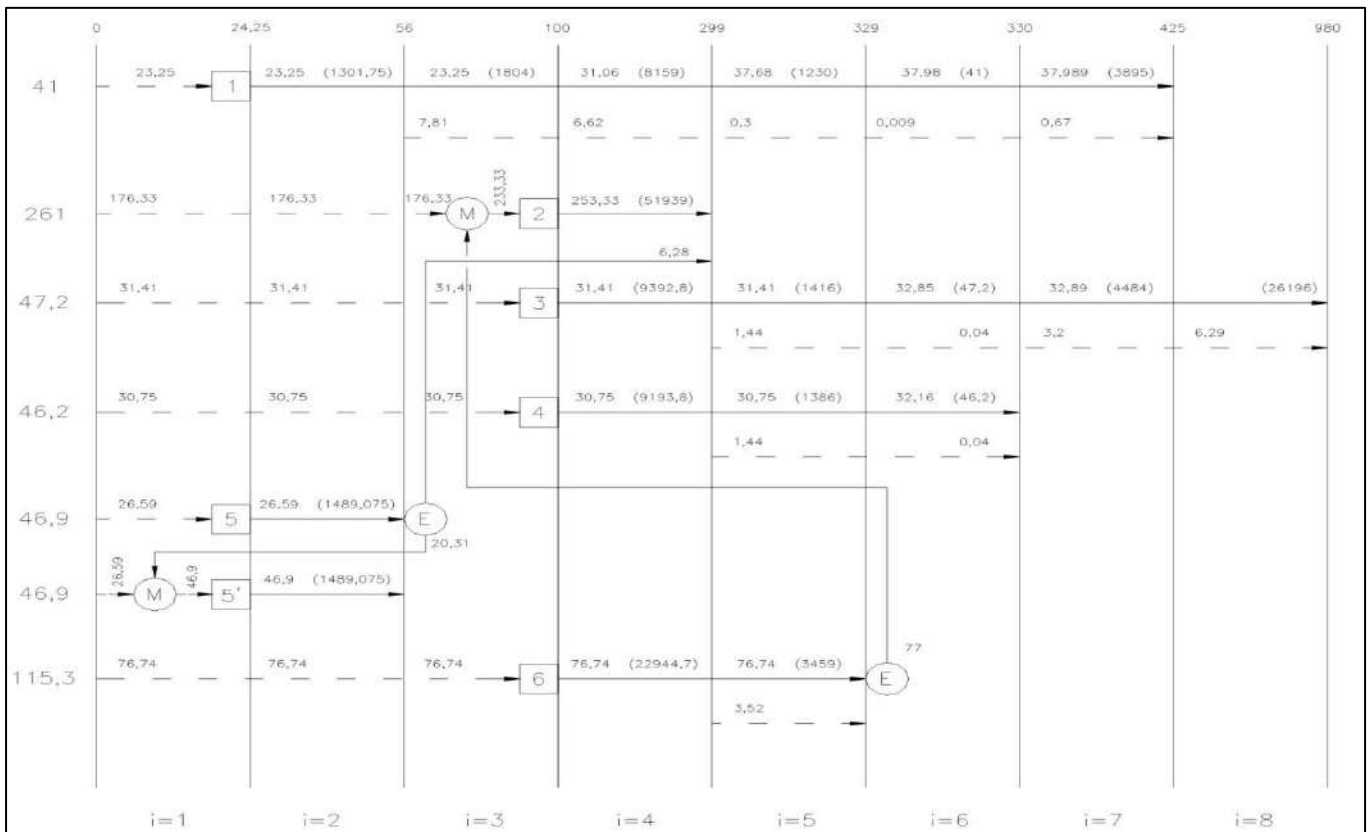 0 24,25 56 100 299 329 330 425 980
41 23,25 1 23,25 (1301,75) 23,25 (1804) 31,06 (8159) 37,68 (1230) 37,98 (41) 37,989 (3895)
7,81 6,62 0,3 0,009 0,67
261 176,33 176,33 176,33 M 233,33 2 253,33 (51939)
6,28
47,2 31,41 31,41 31,41 3 31,41 (9392,8) 31,41 (1416) 32,85 (47,2) 32,89 (4484) (26196)
1,44 0,04 3,2 6,29
46,2 30,75 30,75 30,75 4 30,75 (9193,8) 30,75 (1386) 32,16 (46,2)
1,44 0,04
46,9 26,59 5 26,59 (1489,075) E
20,31
46,9 26,59 M 46,9 5' 46,9 (1489,075)
77
115,3 76,74 76,74 76,74 6 76,74 (22944,7) 76,74 (3459) E
3,52
i=1 i=2 i=3 i=4 i=5 i=6 i=7 i=8